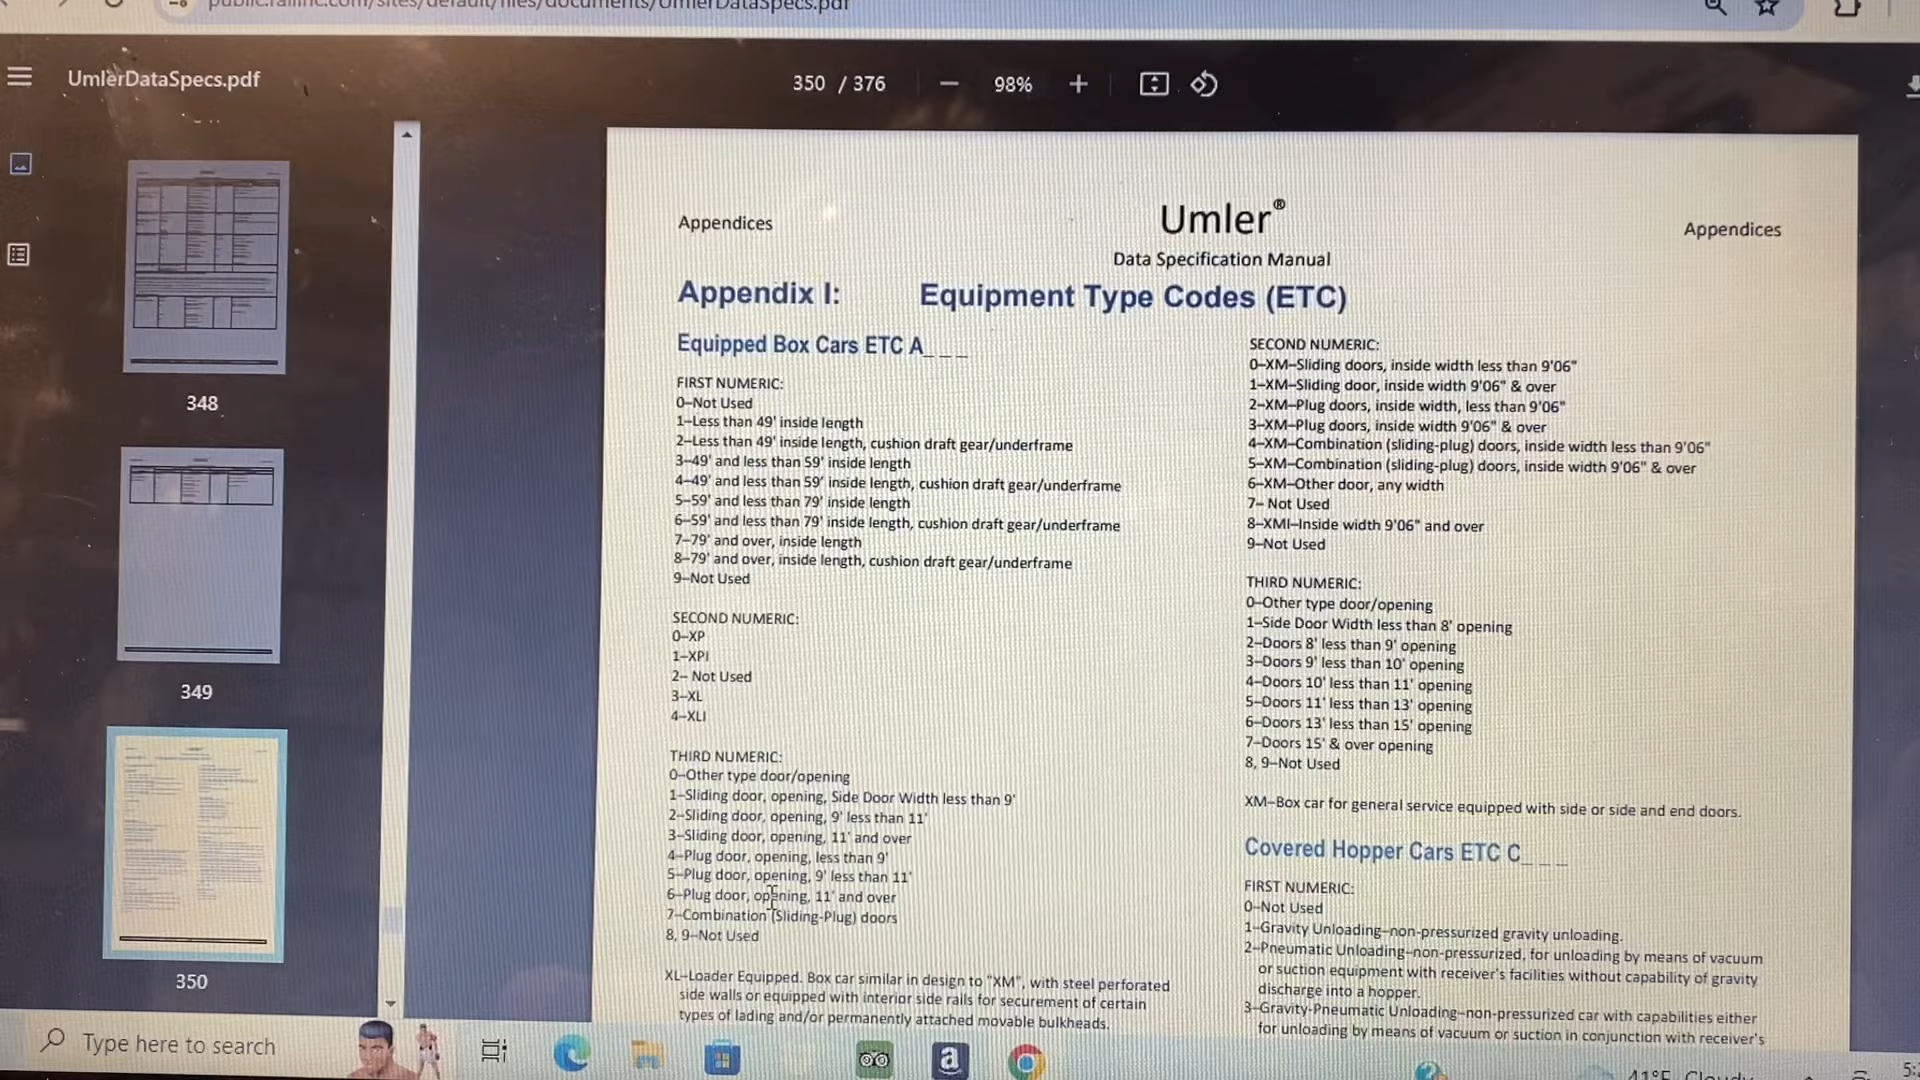 public.railinc.com/sites/default/files/documents/UmlerDataSpecs.pdf
UmlerDataSpecs.pdf
350 / 376
98%
348
349
350
Appendices
Umler®
Appendices
Data Specification Manual
Appendix I: Equipment Type Codes (ETC)
Equipped Box Cars ETC A_ _ _
FIRST NUMERIC:
0–Not Used
1–Less than 49' inside length
2–Less than 49' inside length, cushion draft gear/underframe
3–49' and less than 59' inside length
4–49' and less than 59' inside length, cushion draft gear/underframe
5–59' and less than 79' inside length
6–59' and less than 79' inside length, cushion draft gear/underframe
7–79' and over, inside length
8–79' and over, inside length, cushion draft gear/underframe
9–Not Used
SECOND NUMERIC:
0–XP
1–XPI
2– Not Used
3–XL
4–XLI
THIRD NUMERIC:
0–Other type door/opening
1–Sliding door, opening, Side Door Width less than 9'
2–Sliding door, opening, 9' less than 11'
3–Sliding door, opening, 11' and over
4–Plug door, opening, less than 9'
5–Plug door, opening, 9' less than 11'
6–Plug door, opening, 11' and over
7–Combination (Sliding-Plug) doors
8, 9–Not Used
XL–Loader Equipped. Box car similar in design to "XM", with steel perforated
side walls or equipped with interior side rails for securement of certain
types of lading and/or permanently attached movable bulkheads.
SECOND NUMERIC:
0–XM–Sliding doors, inside width less than 9'06"
1–XM–Sliding door, inside width 9'06" & over
2–XM–Plug doors, inside width, less than 9'06"
3–XM–Plug doors, inside width 9'06" & over
4–XM–Combination (sliding-plug) doors, inside width less than 9'06"
5–XM–Combination (sliding-plug) doors, inside width 9'06" & over
6–XM–Other door, any width
7– Not Used
8–XMI–Inside width 9'06" and over
9–Not Used
THIRD NUMERIC:
0–Other type door/opening
1–Side Door Width less than 8' opening
2–Doors 8' less than 9' opening
3–Doors 9' less than 10' opening
4–Doors 10' less than 11' opening
5–Doors 11' less than 13' opening
6–Doors 13' less than 15' opening
7–Doors 15' & over opening
8, 9–Not Used
XM–Box car for general service equipped with side or side and end doors.
Covered Hopper Cars ETC C_ _ _
FIRST NUMERIC:
0–Not Used
1–Gravity Unloading–non-pressurized gravity unloading.
2–Pneumatic Unloading–non-pressurized, for unloading by means of vacuum
or suction equipment with receiver's facilities without capability of gravity
discharge into a hopper.
3–Gravity-Pneumatic Unloading–non-pressurized car with capabilities either
for unloading by means of vacuum or suction in conjunction with receiver's
Type here to search
a
41°F Cloudy